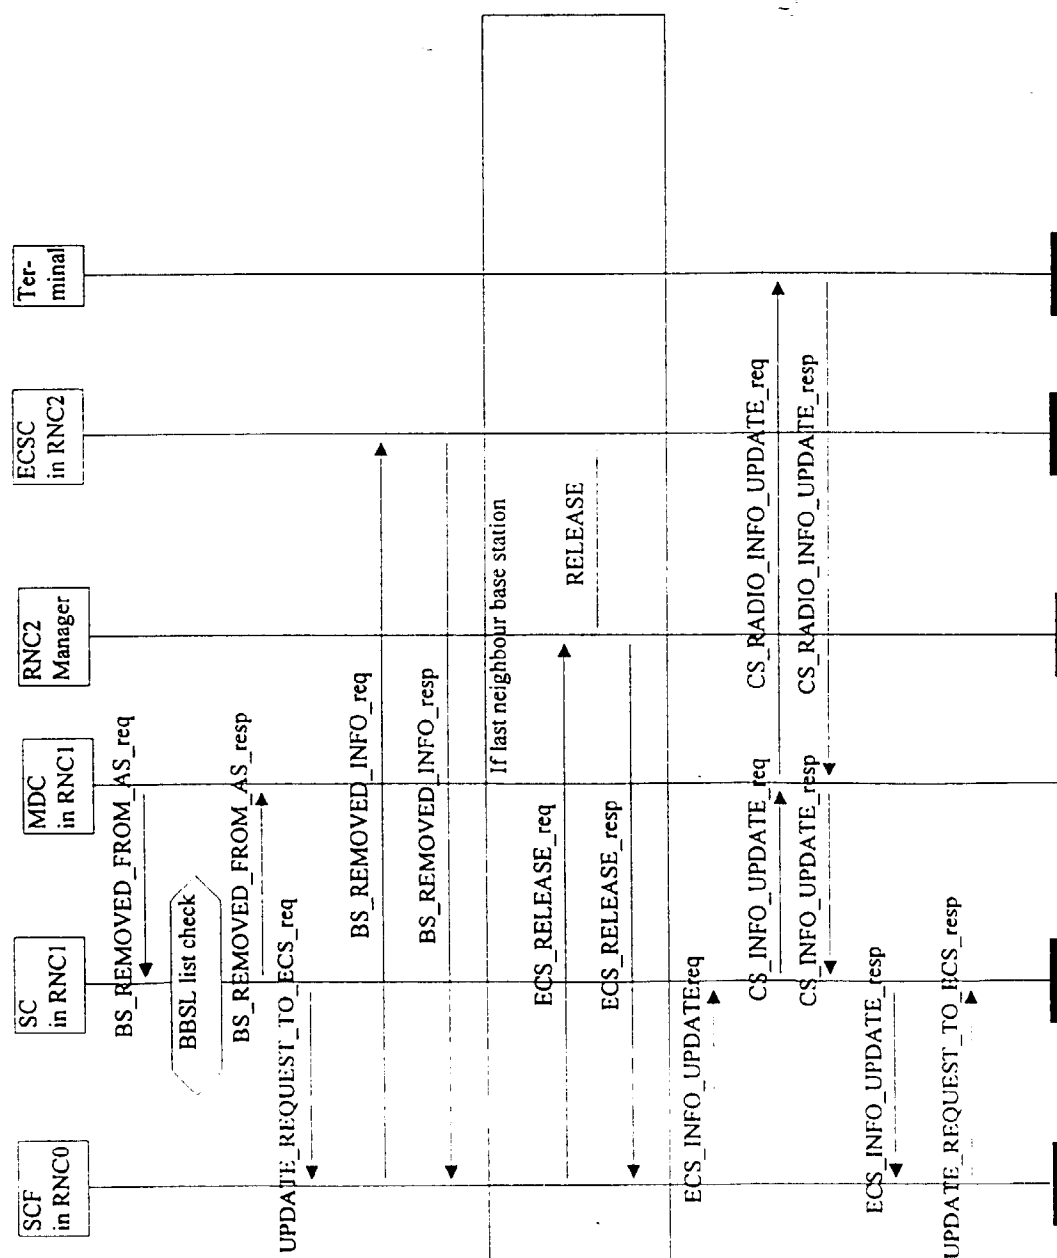 SCF
in RNC0
SC
in RNC1
MDC
in RNC1
RNC2
Manager
ECSC
in RNC2
Ter-
minal
BS_REMOVED_FROM_AS_req
BBSL list check
BS_REMOVED_FROM_AS_resp
UPDATE_REQUEST_TO_ECS_req
BS_REMOVED_INFO_req
BS_REMOVED_INFO_resp
If last neighbour base station
ECS_RELEASE_req
RELEASE
ECS_RELEASE_resp
ECS_INFO_UPDATEreq
CS_INFO_UPDATE_req
CS_RADIO_INFO_UPDATE_req
CS_INFO_UPDATE_resp
CS_RADIO_INFO_UPDATE_resp
ECS_INFO_UPDATE_resp
UPDATE_REQUEST_TO_ECS_resp